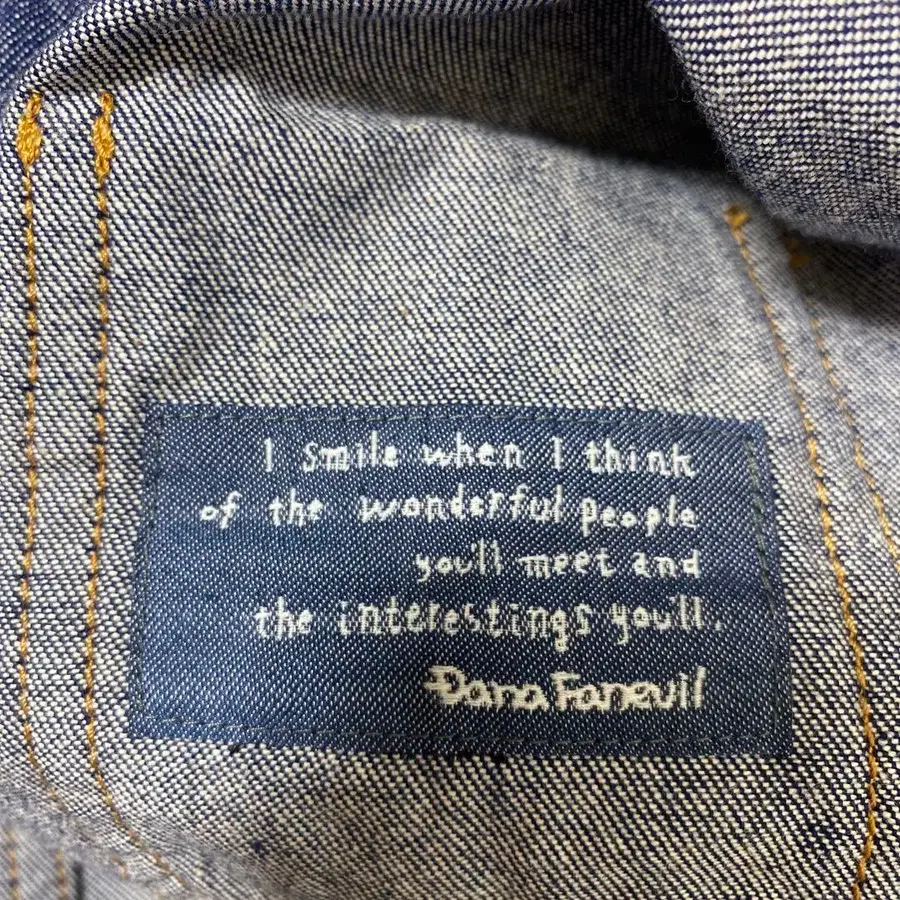 I smile when I think
of the wonderful people
you'll meet and
the interestings you'll.
Dana Faneuil